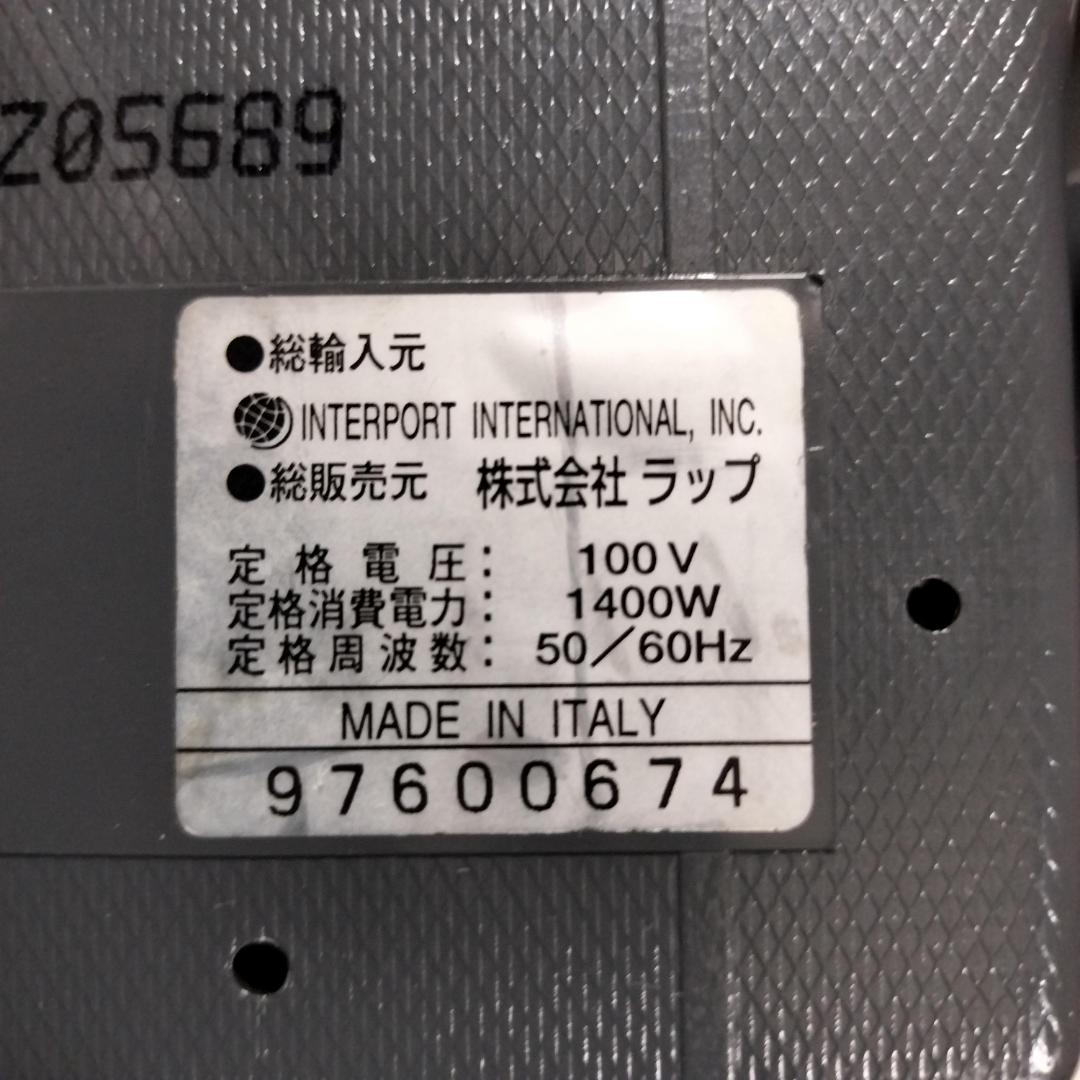 Z05689
●総輸入元
INTERPORT INTERNATIONAL, INC.
●総販売元 株式会社 ラップ
定格電圧: 100V
定格消費電力: 1400W
定格周波数: 50/60Hz
MADE IN ITALY
97600674